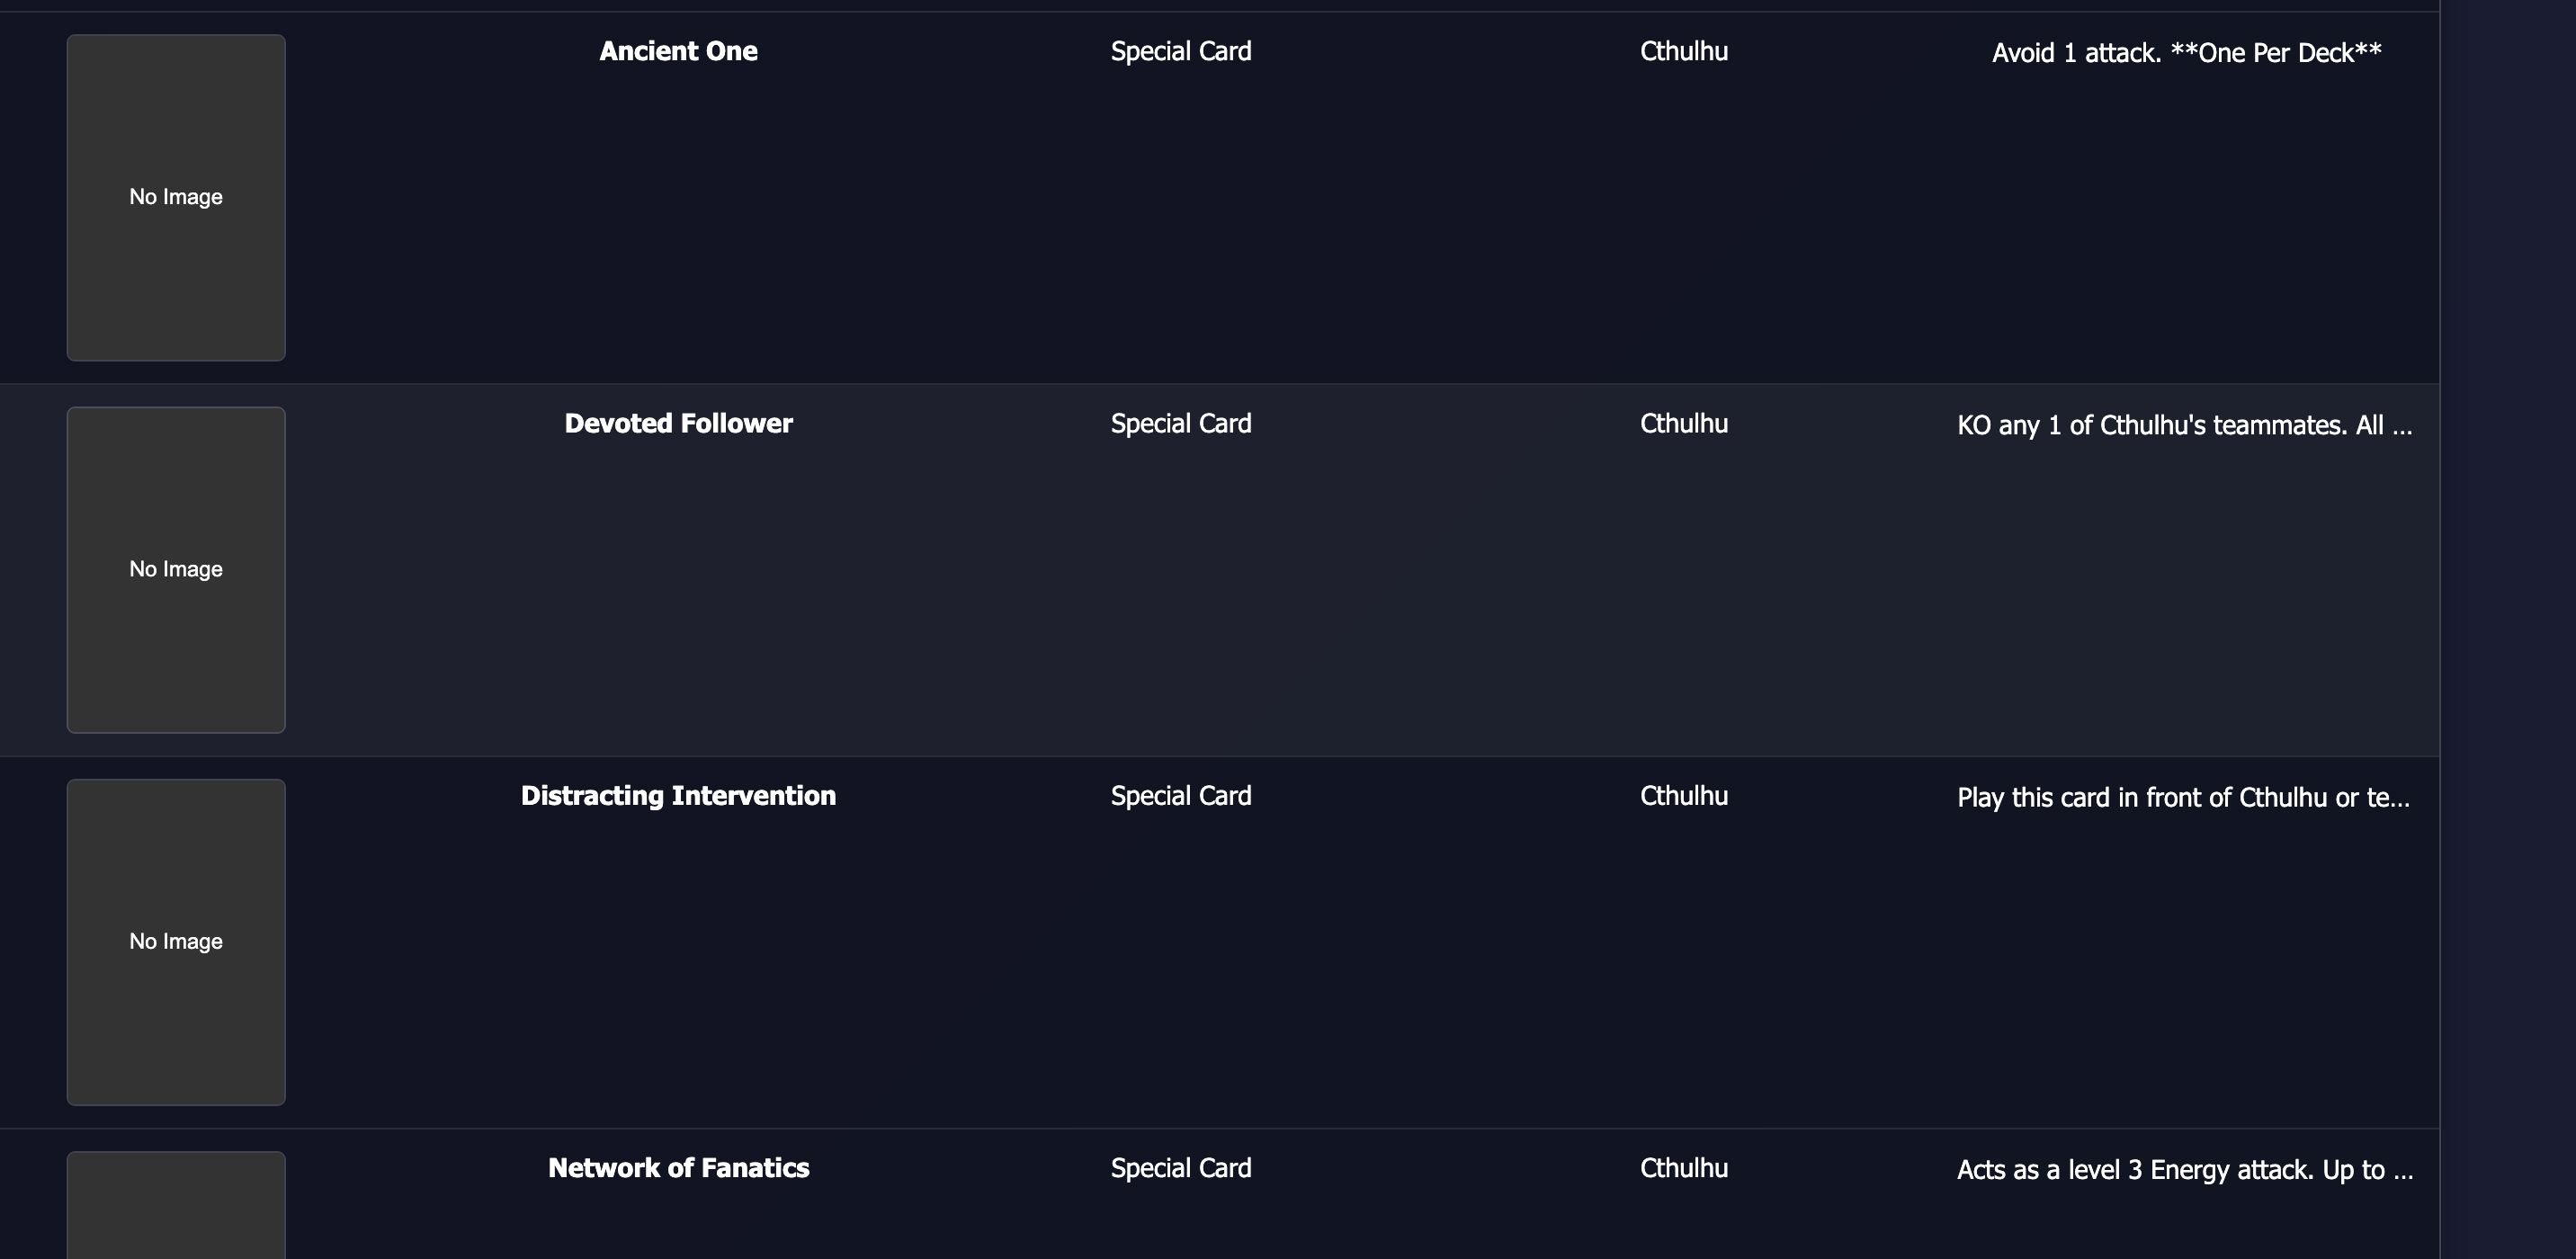 Ancient One Special Card Cthulhu Avoid 1 attack. **One Per Deck**
No Image
Devoted Follower Special Card Cthulhu KO any 1 of Cthulhu's teammates. All ...
No Image
Distracting Intervention Special Card Cthulhu Play this card in front of Cthulhu or te...
No Image
Network of Fanatics Special Card Cthulhu Acts as a level 3 Energy attack. Up to ...